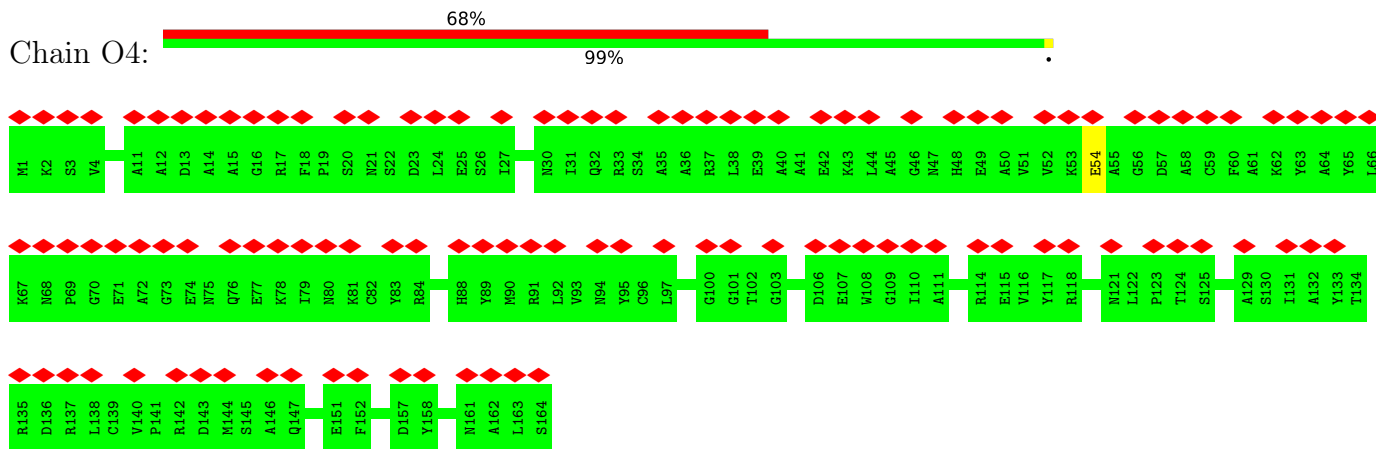 68%
Chain O4:
99%
.
M1 K2 S3 V4 A11 A12 D13 A14 A15 G16 R17 F18 P19 S20 N21 S22 D23 L24 E25 S26 I27 N30 I31 Q32 R33 S34 A35 A36 R37 L38 E39 A40 A41 E42 K43 L44 A45 G46 N47 H48 E49 A50 V51 V52 K53 E54 A55 G56 D57 A58 C59 F60 A61 K62 Y63 A64 Y65 L66
K67 N68 P69 G70 E71 A72 G73 E74 N75 Q76 E77 K78 I79 N80 K81 C82 Y83 R84 H88 Y89 M90 R91 L92 V93 N94 Y95 C96 L97 G100 G101 T102 G103 D106 E107 W108 G109 I110 A111 R114 E115 V116 Y117 R118 N121 L122 P123 T124 S125 A129 S130 I131 A132 Y133 T134
R135 D136 R137 L138 C139 V140 P141 R142 D143 M144 S145 A146 Q147 E151 F152 D157 Y158 N161 A162 L163 S164